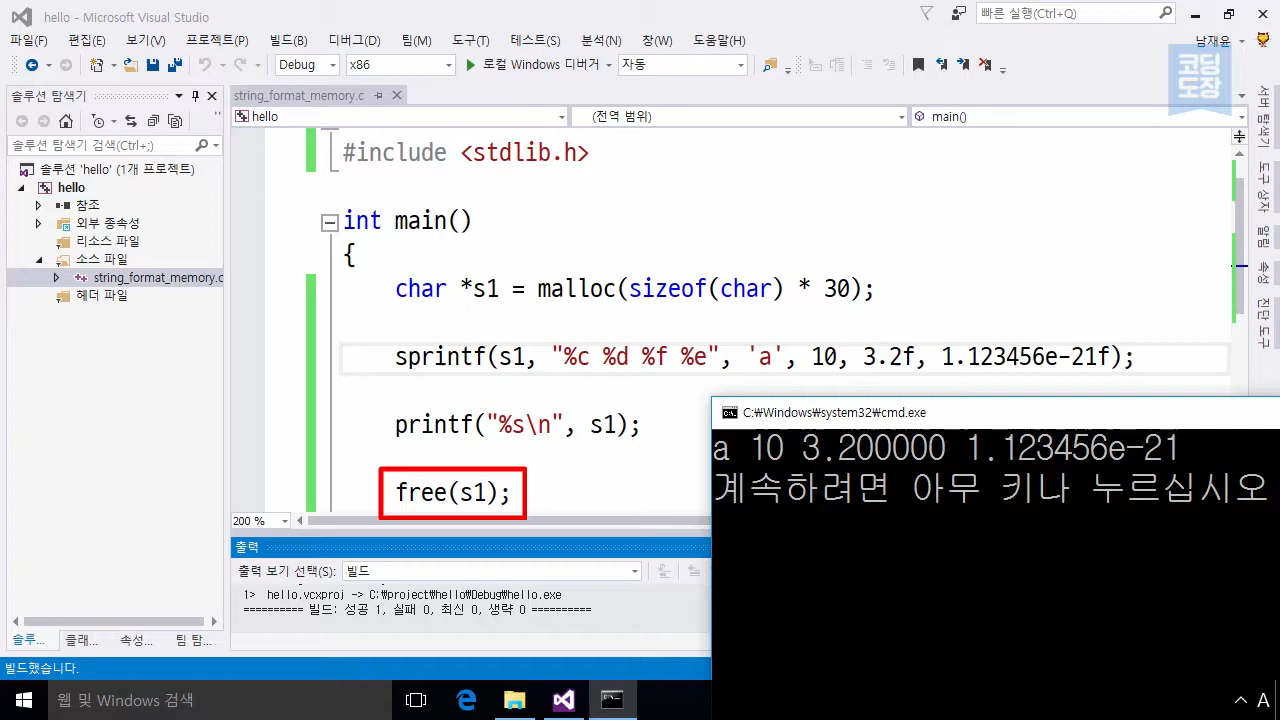 hello - Microsoft Visual Studio
빠른 실행(Ctrl+Q)
파일(F) 편집(E) 보기(V) 프로젝트(P) 빌드(B) 디버그(D) 팀(M) 도구(T) 테스트(S) 분석(N) 창(W) 도움말(H) 남재윤
Debug x86 로컬 Windows 디버거 자동
코딩
도장
솔루션 탐색기
string_format_memory.c
hello (전역 범위) main()
솔루션 탐색기 검색(Ctrl+;)
솔루션 'hello' (1개 프로젝트)
hello
참조
외부 종속성
리소스 파일
소스 파일
string_format_memory.c
헤더 파일
#include <stdlib.h>
int main()
{
char *s1 = malloc(sizeof(char) * 30);
sprintf(s1, "%c %d %f %e", 'a', 10, 3.2f, 1.123456e-21f);
printf("%s\n", s1);
free(s1);
200 %
서버 탐색기
도구 상자
알림
속성
진단 도구
C:\Windows\system32\cmd.exe
a 10 3.200000 1.123456e-21
계속하려면 아무 키나 누르십시오
출력
출력 보기 선택(S): 빌드
1> hello.vcxproj -> C:\project\hello\Debug\hello.exe
========== 빌드: 성공 1, 실패 0, 최신 0, 생략 0 ==========
솔루... 클래... 속성... 팀 탐...
빌드했습니다.
웹 및 Windows 검색
A